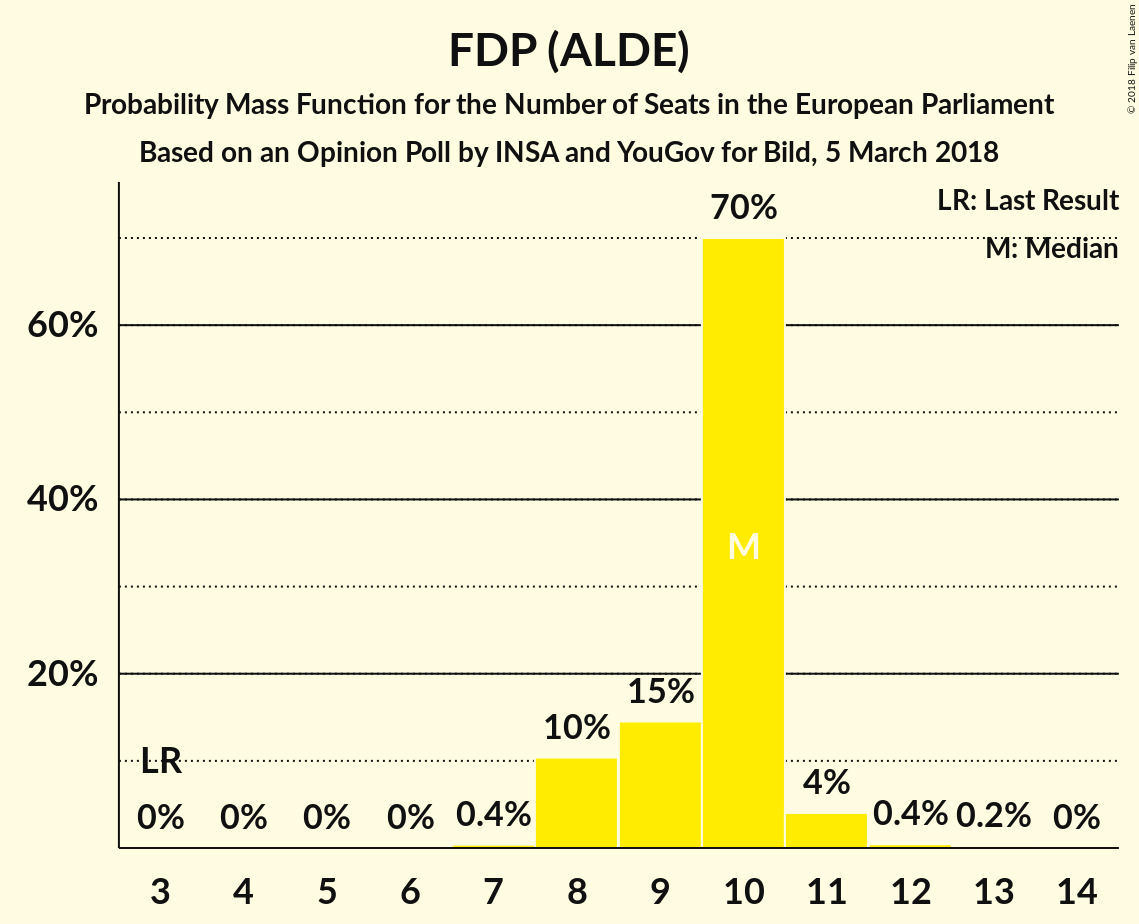 FDP (ALDE)
Probability Mass Function for the Number of Seats in the European Parliament
Based on an Opinion Poll by INSA and YouGov for Bild, 5 March 2018
© 2018 Filip van Laenen
LR: Last Result
M: Median
70%
60%
40%
M
20%
15%
10%
LR
4%
0% 0% 0% 0% 0.4% 0.4% 0.2% 0%
3 4 5 6 7 8 9 10 11 12 13 14